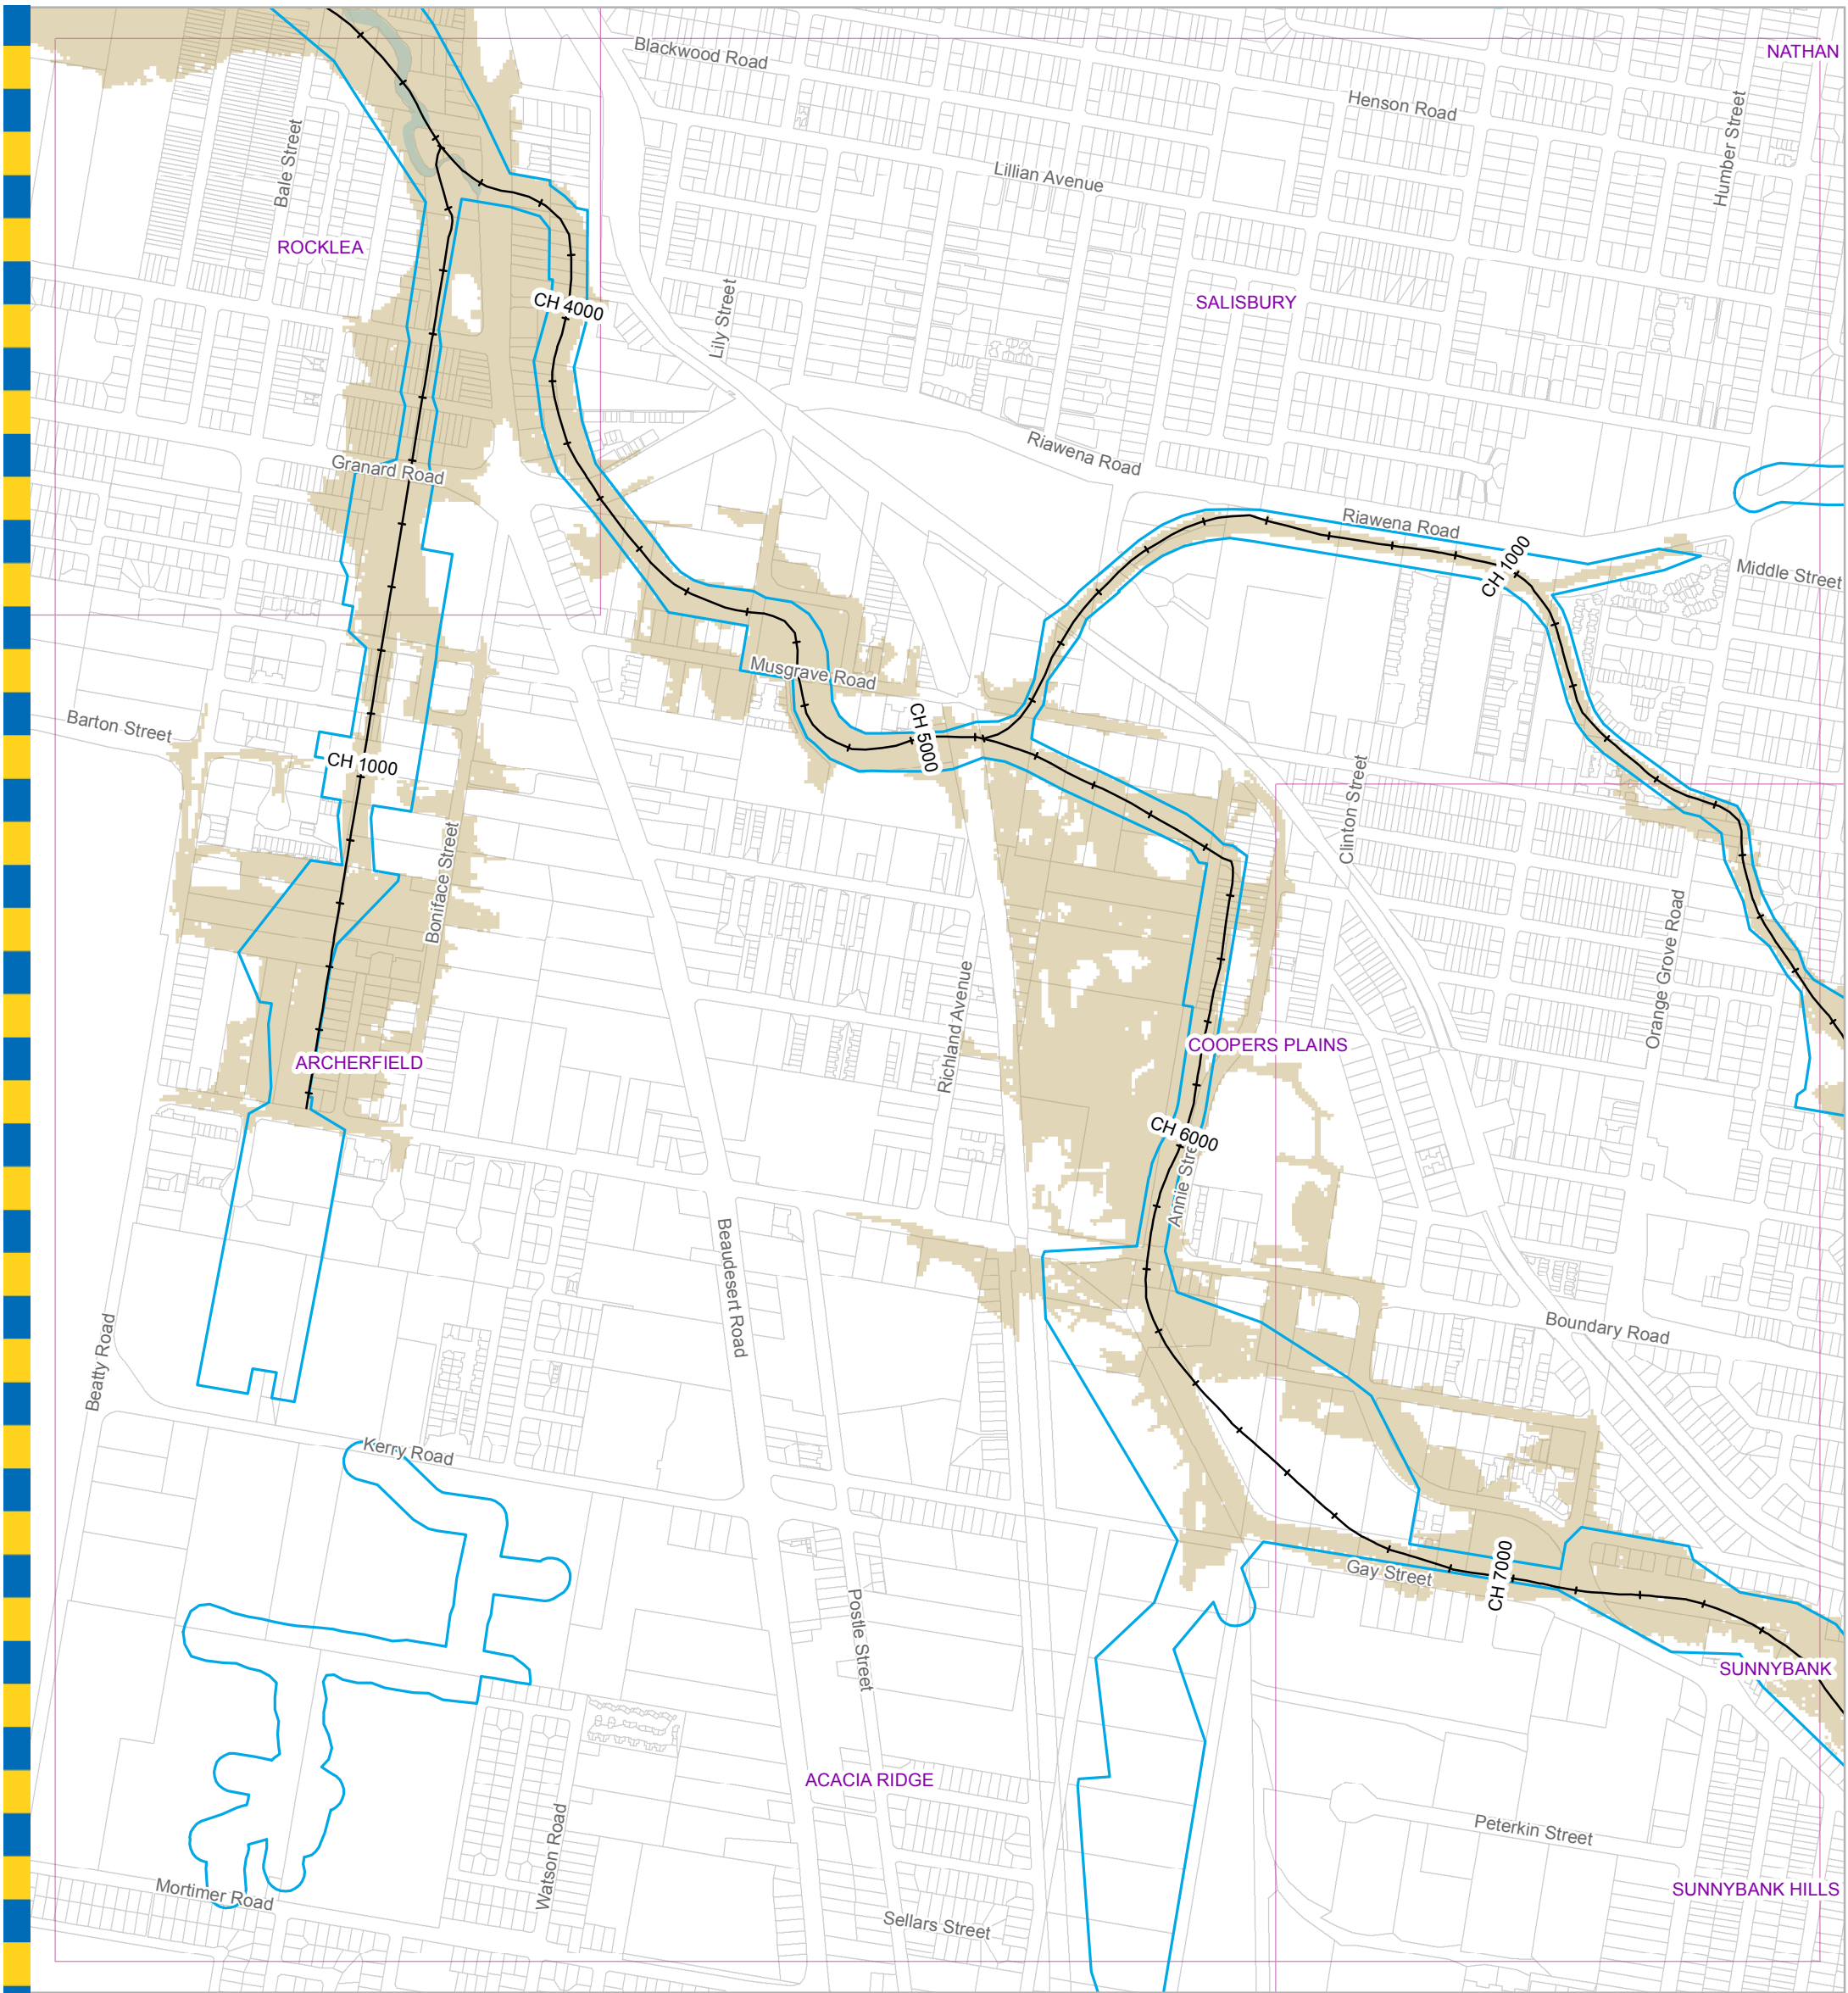 NATHAN
Blackwood Road
Henson Road
Humber Street
Bale Street
Lillian Avenue
ROCKLEA
SALISBURY
CH 4000
Lily Street
Riawena Road
Granard Road
Riawena Road
CH 1000
Middle Street
Musgrave Road
Barton Street
CH 5000
CH 1000
Clinton Street
Boniface Street
Orange Grove Road
Richland Avenue
COOPERS PLAINS
ARCHERFIELD
CH 6000
Annie Stre
Beaudesert Road
Boundary Road
Beatty Road
Kerry Road
Gay Street
CH 7000
Postle Street
SUNNYBANK
ACACIA RIDGE
Peterkin Street
Watson Road
SUNNYBANK HILLS
Mortimer Road
Sellars Street